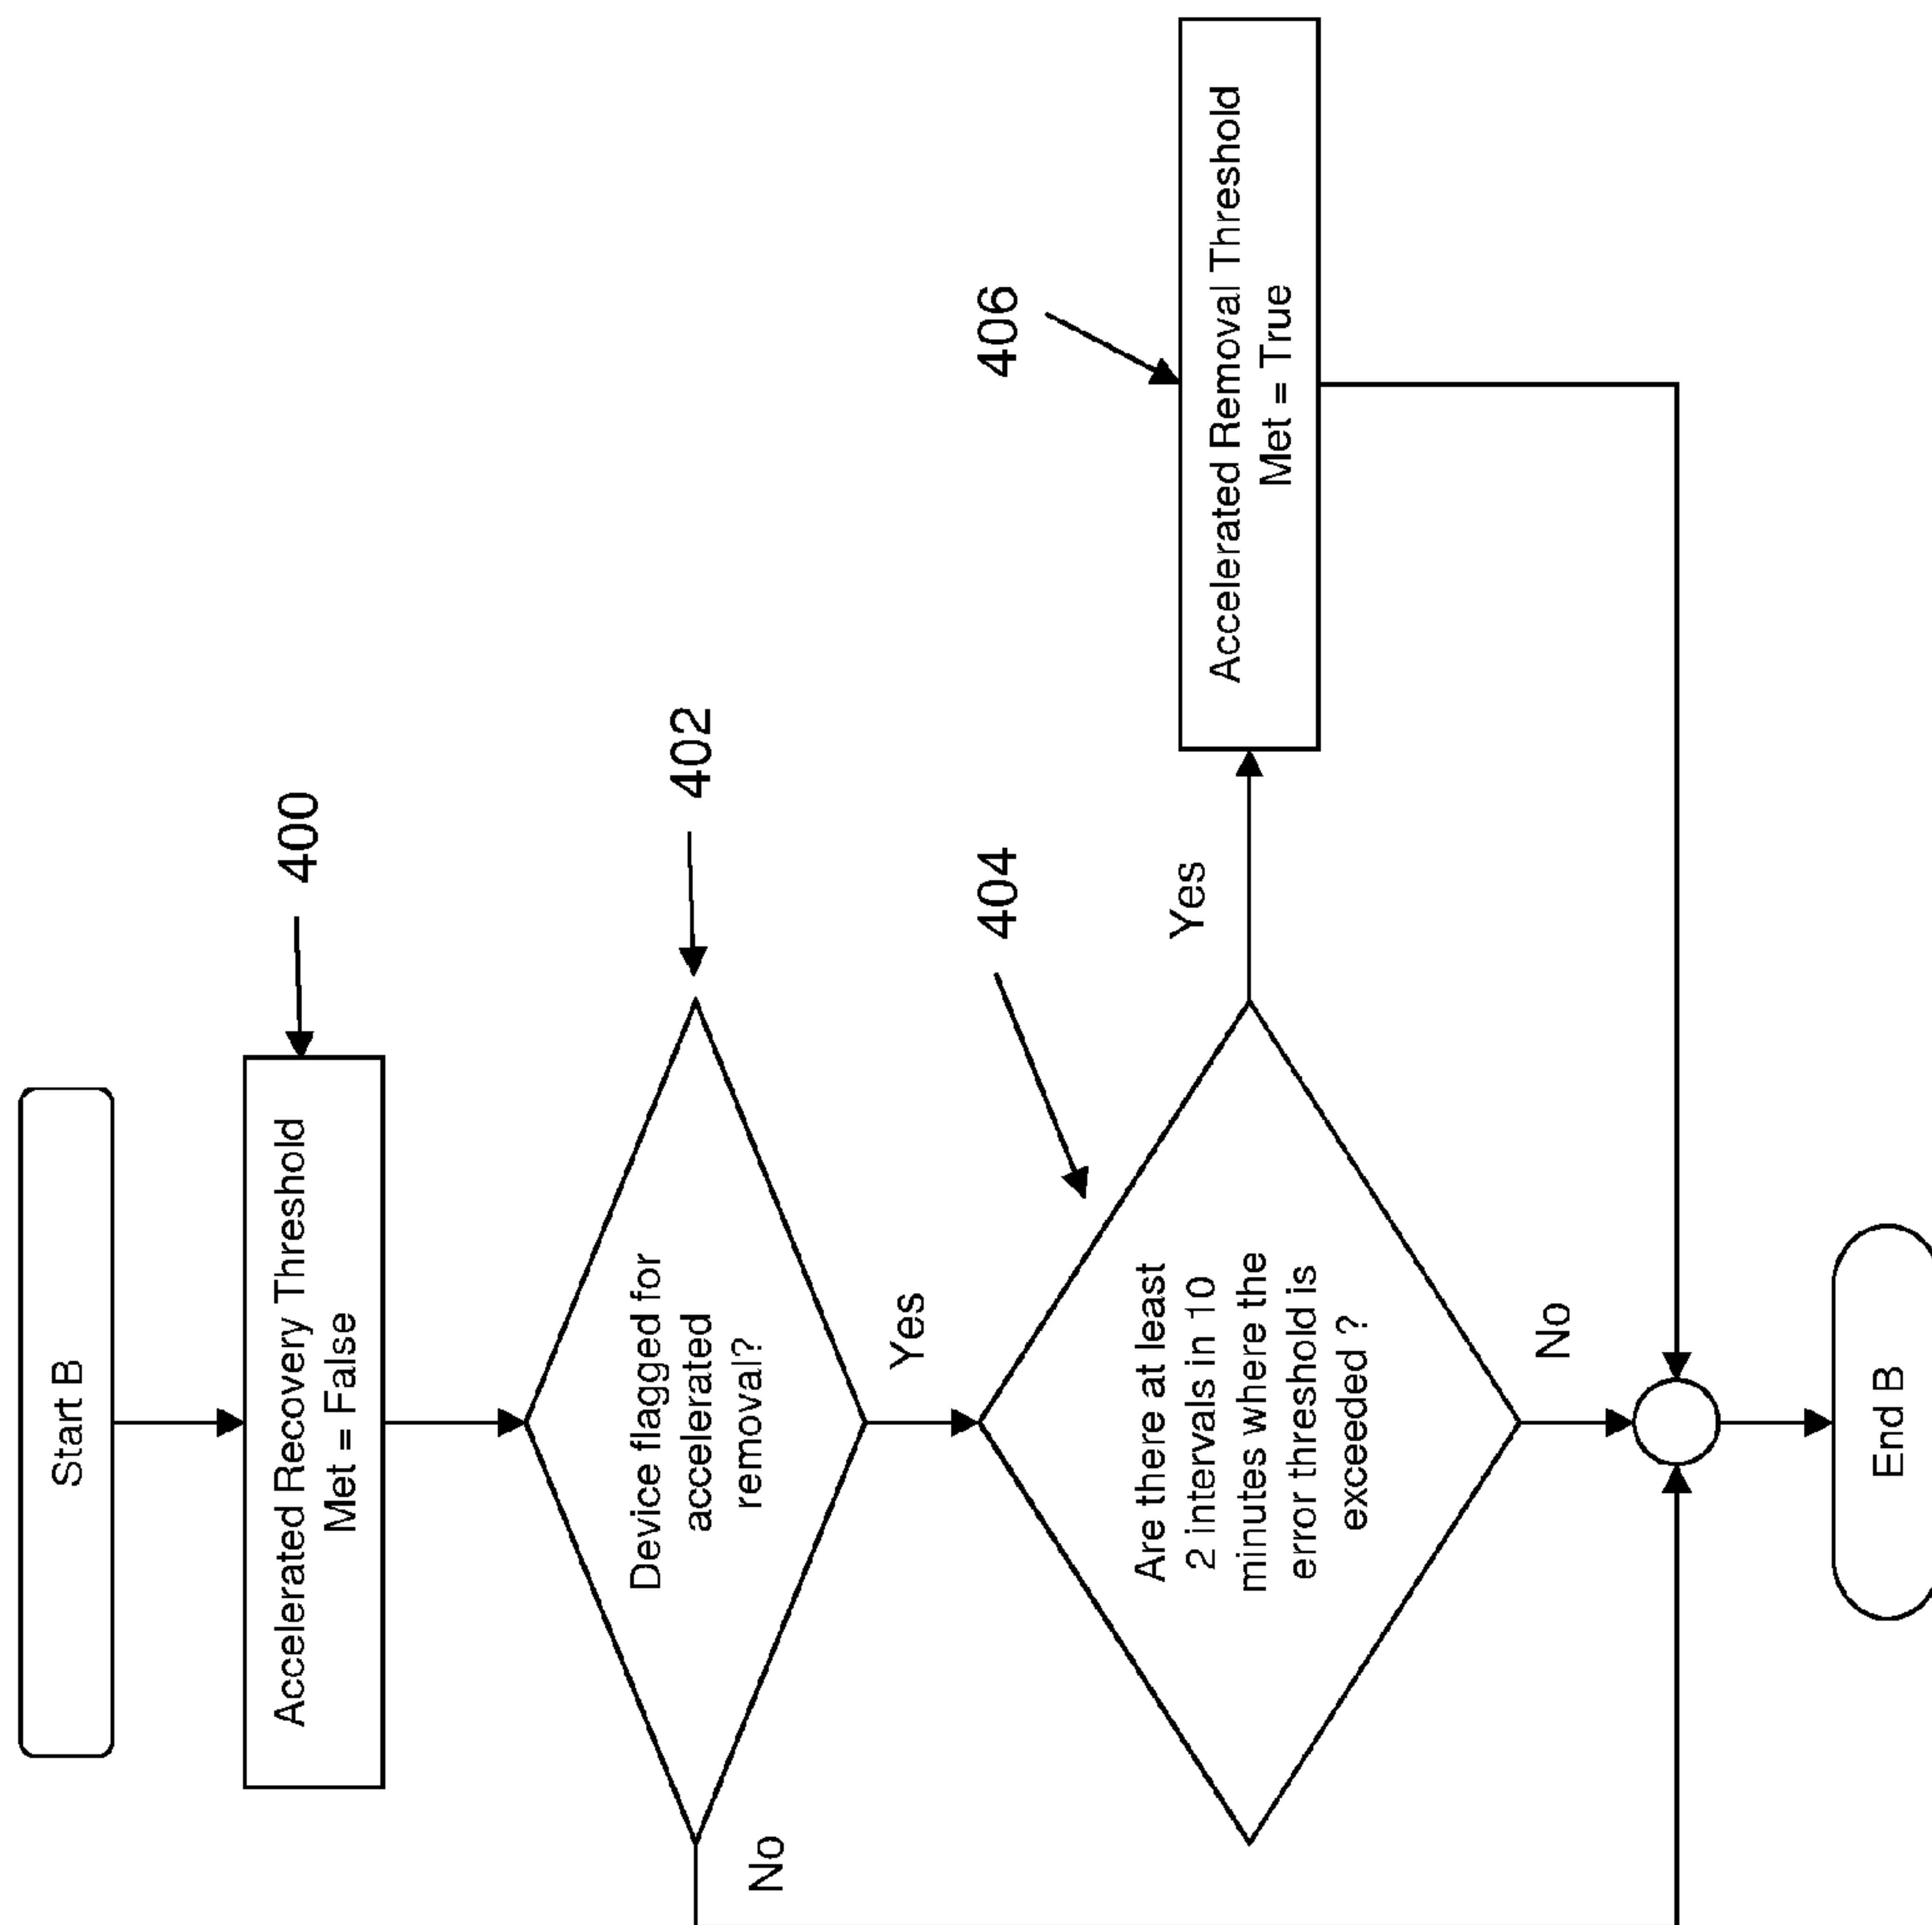 Start B
Accelerated Recovery Threshold
Met = False
400
Device flagged for
accelerated
removal?
402
No
Yes
Are there at least
2 intervals in 10
minutes where the
error threshold is
exceeded ?
404
Yes
Accelerated Removal Threshold
Met = True
406
No
End B